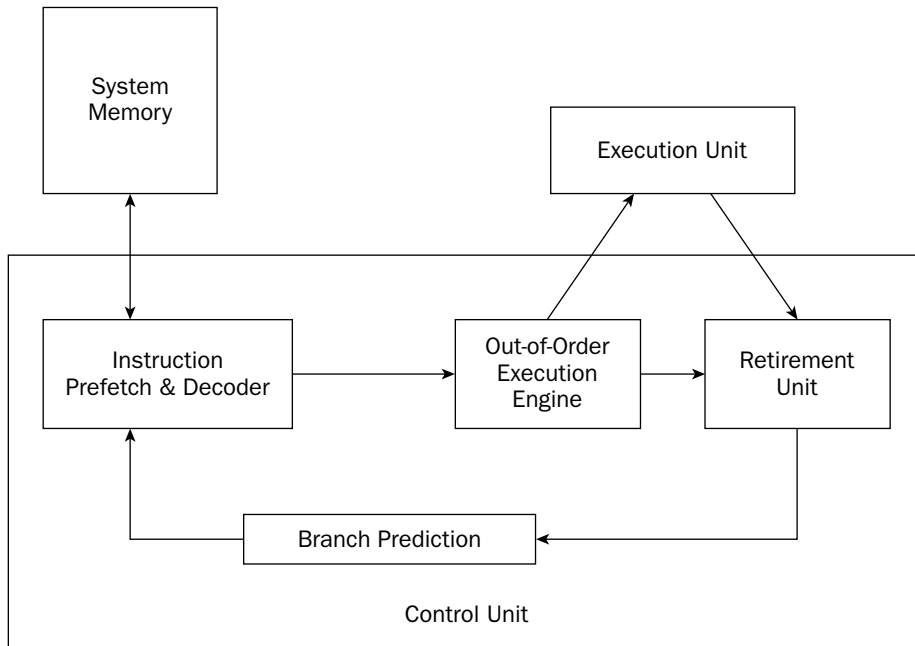 System
Memory
Execution Unit
Instruction
Prefetch & Decoder
Out-of-Order
Execution
Engine
Retirement
Unit
Branch Prediction
Control Unit